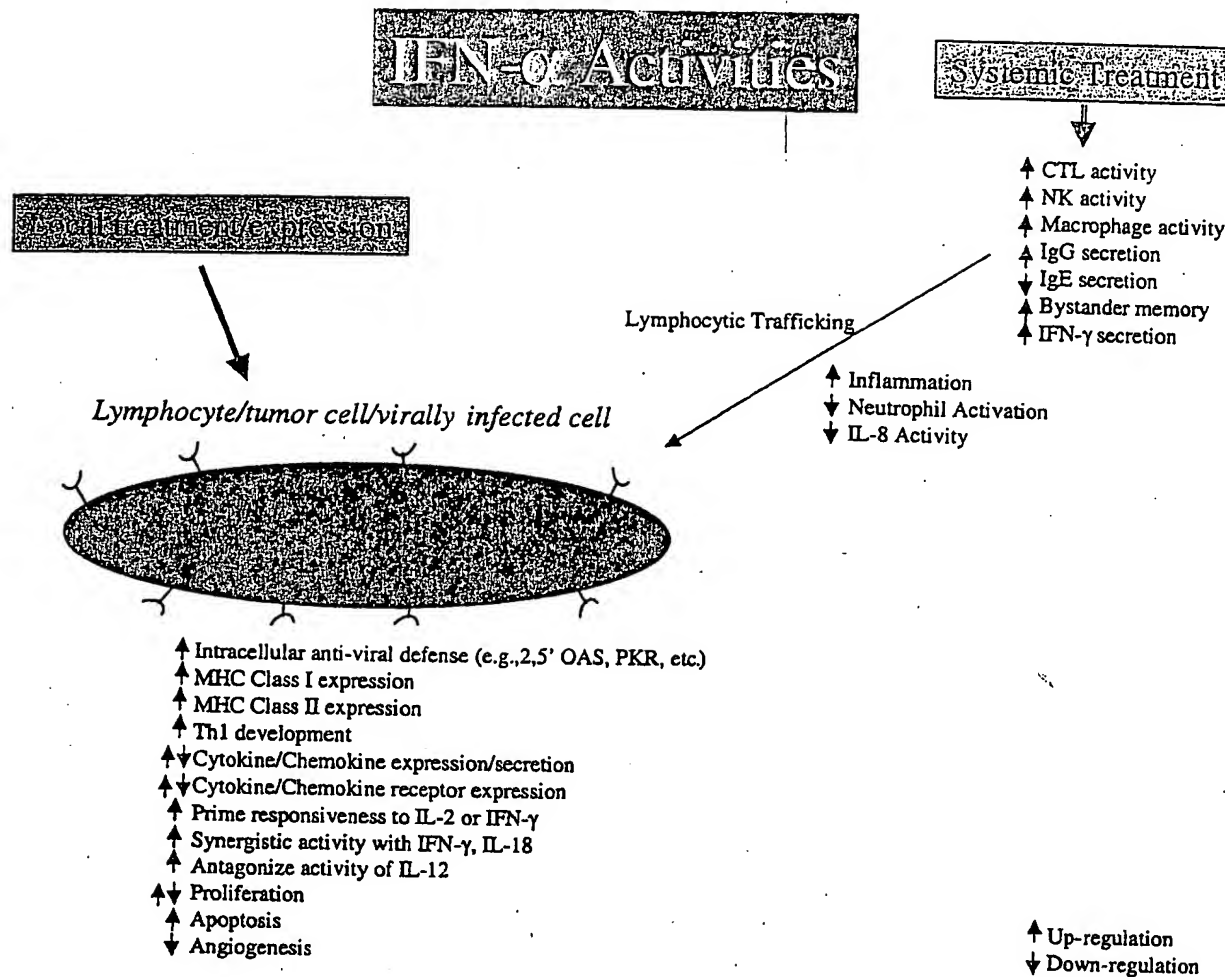 IFN-α Activities
Systemic Treatment
↑ CTL activity
↑ NK activity
↑ Macrophage activity
↑ IgG secretion
↓ IgE secretion
↑ Bystander memory
↑ IFN-γ secretion
Local treatment/expression
Lymphocytic Trafficking
↑ Inflammation
↓ Neutrophil Activation
↓ IL-8 Activity
Lymphocyte/tumor cell/virally infected cell
↑ Intracellular anti-viral defense (e.g.,2,5' OAS, PKR, etc.)
↑ MHC Class I expression
↑ MHC Class II expression
↑ Th1 development
↑↓ Cytokine/Chemokine expression/secretion
↑↓ Cytokine/Chemokine receptor expression
↑ Prime responsiveness to IL-2 or IFN-γ
↑ Synergistic activity with IFN-γ, IL-18
↑ Antagonize activity of IL-12
↑↓ Proliferation
↑ Apoptosis
↓ Angiogenesis
↑ Up-regulation
↓ Down-regulation